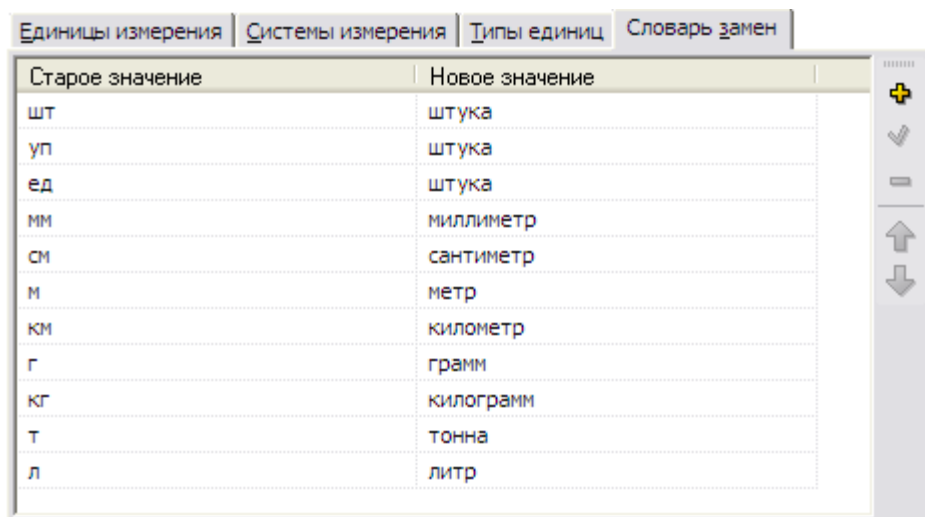 Единицы измерения Системы измерения Типы единиц Словарь замен
Старое значение Новое значение
шт штука
уп штука
ед штука
мм миллиметр
см сантиметр
м метр
км километр
г грамм
кг килограмм
т тонна
л литр